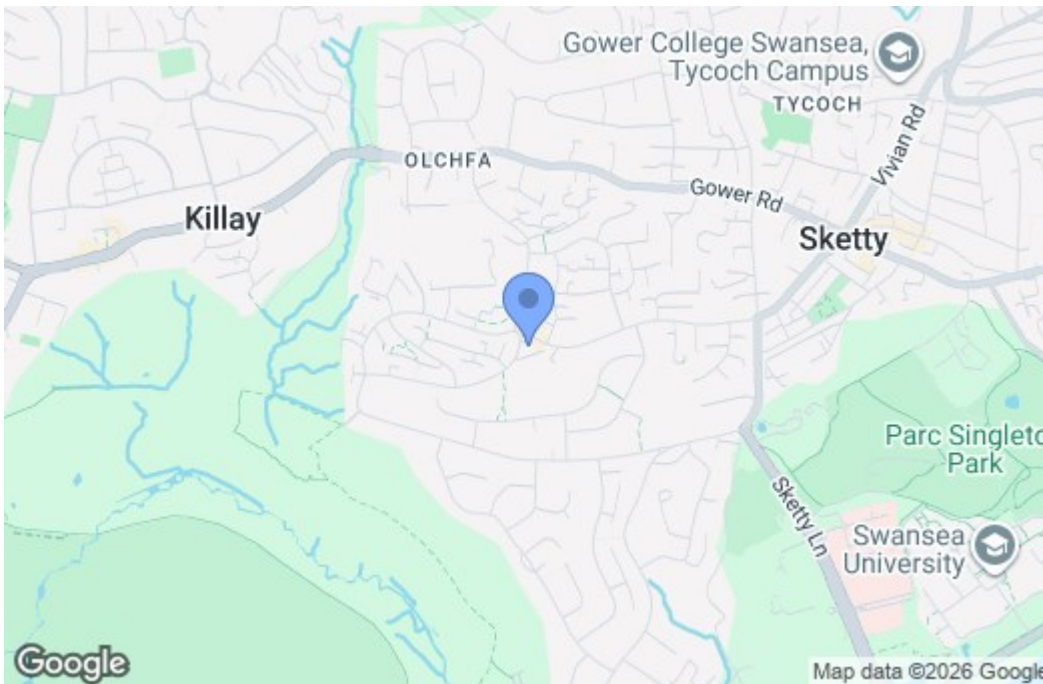 Gower College Swansea,
Tycoch Campus
TYCOCH
Vivian Rd
OLCHFA
Gower Rd
Killay
Sketty
Parc Singleto
Park
Sketty Ln
Swansea
University
Google
Map data ©2026 Google